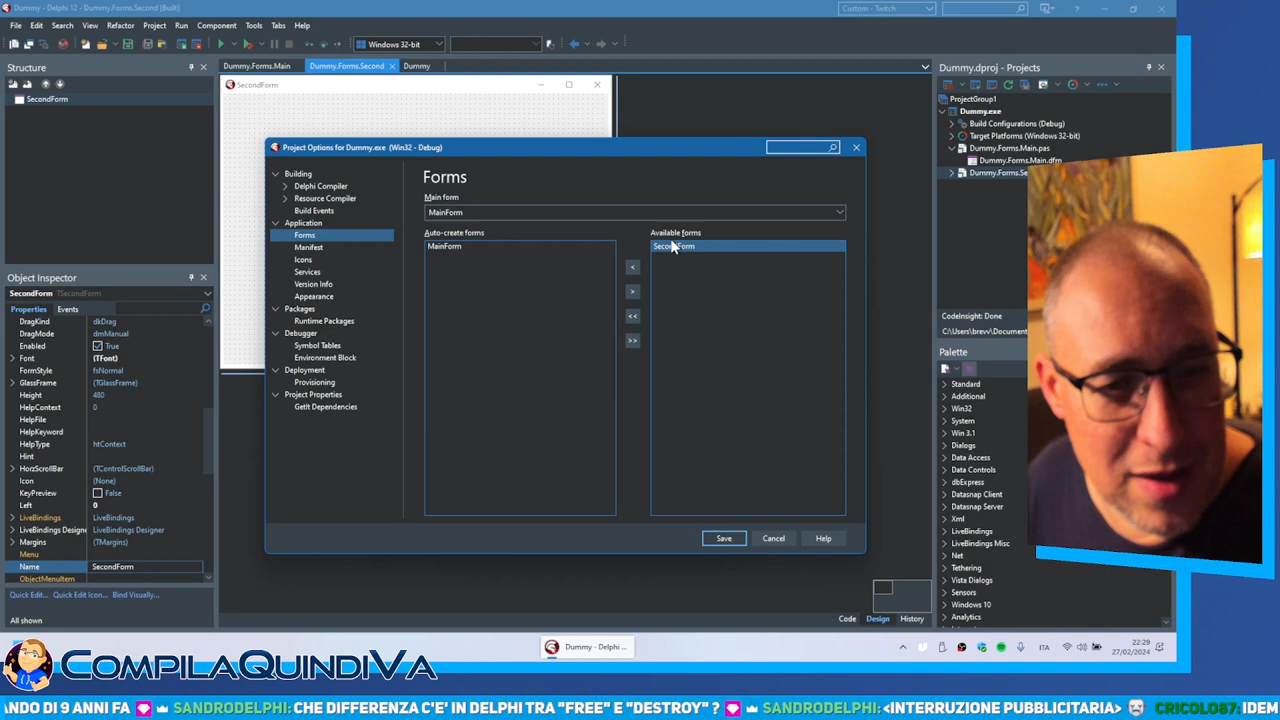 Dummy - Delphi 12 - Dummy.Forms.Second [Built]
Custom - Twitch
File Edit Search View Refactor Project Run Component Tools Tabs Help
Windows 32-bit
Structure
SecondForm
Dummy.Forms.Main Dummy.Forms.Second Dummy
SecondForm
Dummy.dproj - Projects
ProjectGroup1
Dummy.exe
Build Configurations (Debug)
Target Platforms (Windows 32-bit)
Dummy.Forms.Main.pas
Dummy.Forms.Main.dfm
Project Options for Dummy.exe (Win32 - Debug)
Building
Delphi Compiler
Resource Compiler
Build Events
Application
Forms
Manifest
Icons
Services
Version Info
Appearance
Packages
Runtime Packages
Debugger
Symbol Tables
Environment Block
Deployment
Provisioning
Project Properties
GetIt Dependencies
Forms
Main form
MainForm
Auto-create forms
MainForm
Available forms
<
>
<<
>>
Save Cancel Help
Object Inspector
SecondForm TSecondForm
Properties Events
DragKind dkDrag
DragMode dmManual
Enabled True
Font (TFont)
FormStyle fsNormal
GlassFrame (TGlassFrame)
Height 480
HelpContext 0
HelpFile
HelpKeyword
HelpType htContext
Hint
HorzScrollBar (TControlScrollBar)
Icon (None)
KeyPreview False
Left 0
LiveBindings LiveBindings
LiveBindings Designer
Margins (TMargins)
Menu
Name SecondForm
ObjectMenuItem
Quick Edit... Quick Edit Icon... Bind Visually...
All shown
CodeInsight: Done
Palette
Standard
Additional
Win32
System
Win 3.1
Dialogs
Data Access
Data Controls
dbExpress
Datasnap Client
Datasnap Server
Xml
LiveBindings
LiveBindings Misc
Net
Tethering
Vista Dialogs
Sensors
Windows 10
Analytics
Code Design History
Dummy - Delphi ...
ITA
22:29
27/02/2024
COMPILAQUINDIVA
ANDO DI 9 ANNI FA SANDRODELPHI: CHE DIFFERENZA C'E' IN DELPHI TRA "FREE" E "DESTROY" ? SANDRODELPHI: <INTERRUZIONE PUBBLICITARIA> CRICOLO87: IDEM